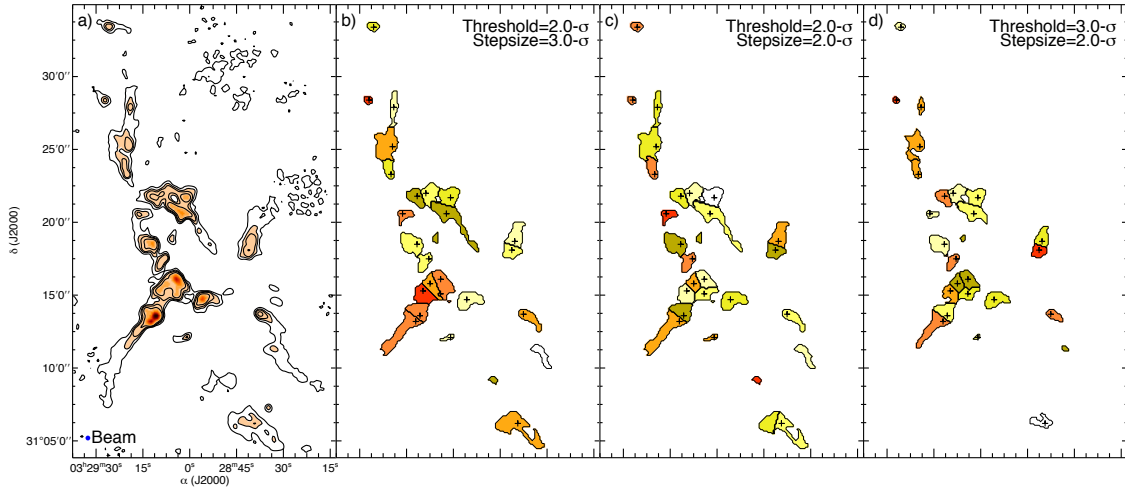 a)
b) Threshold=2.0-σ
Stepsize=3.0-σ
c) Threshold=2.0-σ
Stepsize=2.0-σ
d) Threshold=3.0-σ
Stepsize=2.0-σ
30'0''
25'0''
20'0''
15'0''
10'0''
31°05'0''
δ (J2000)
Beam
03ʰ29ᵐ30ˢ 15ˢ 0ˢ 28ᵐ45ˢ 30ˢ 15ˢ
α (J2000)